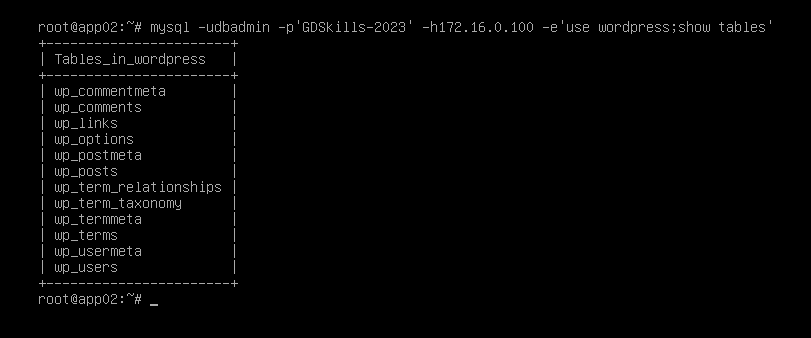 root@app02:~# mysql -udbadmin -p'GDSkills-2023' -h172.16.0.100 -e'use wordpress;show tables'
+-----------------------+
| Tables_in_wordpress   |
+-----------------------+
| wp_commentmeta        |
| wp_comments           |
| wp_links              |
| wp_options            |
| wp_postmeta           |
| wp_posts              |
| wp_term_relationships |
| wp_term_taxonomy      |
| wp_termmeta           |
| wp_terms              |
| wp_usermeta           |
| wp_users              |
+-----------------------+
root@app02:~# _